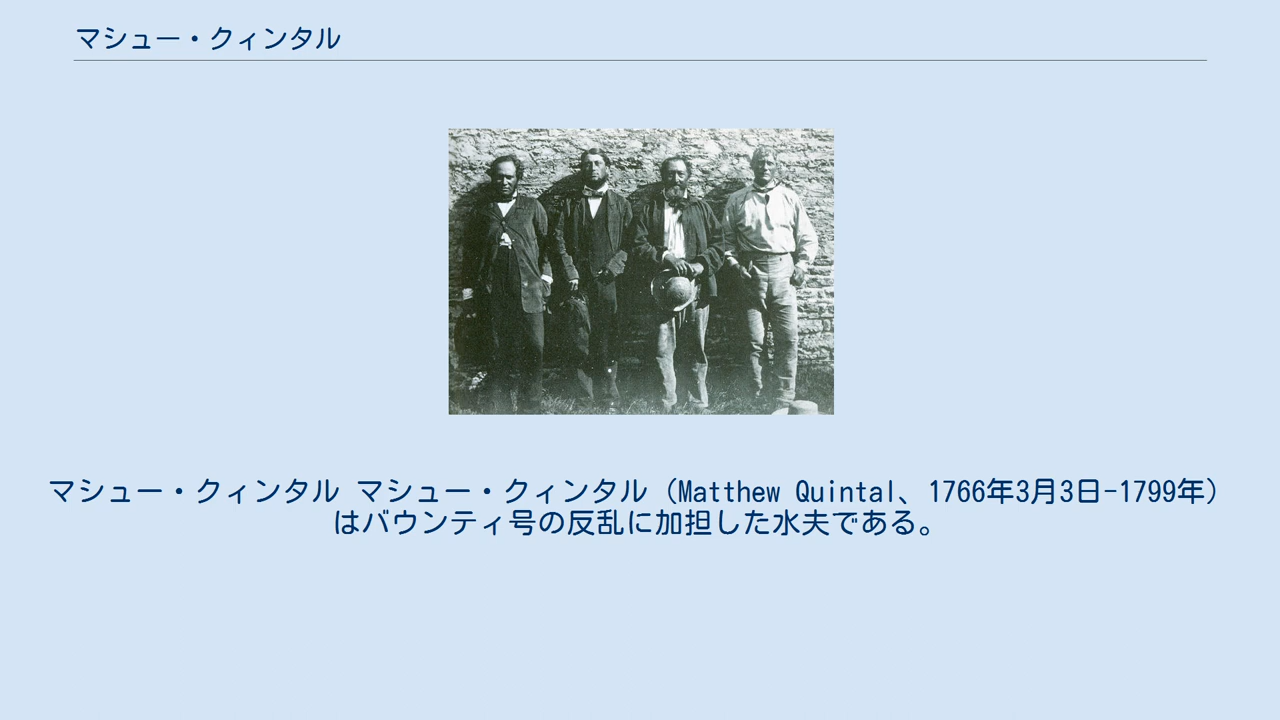 マシュー・クィンタル
マシュー・クィンタル マシュー・クィンタル（Matthew Quintal、1766年3月3日-1799年）
はバウンティ号の反乱に加担した水夫である。